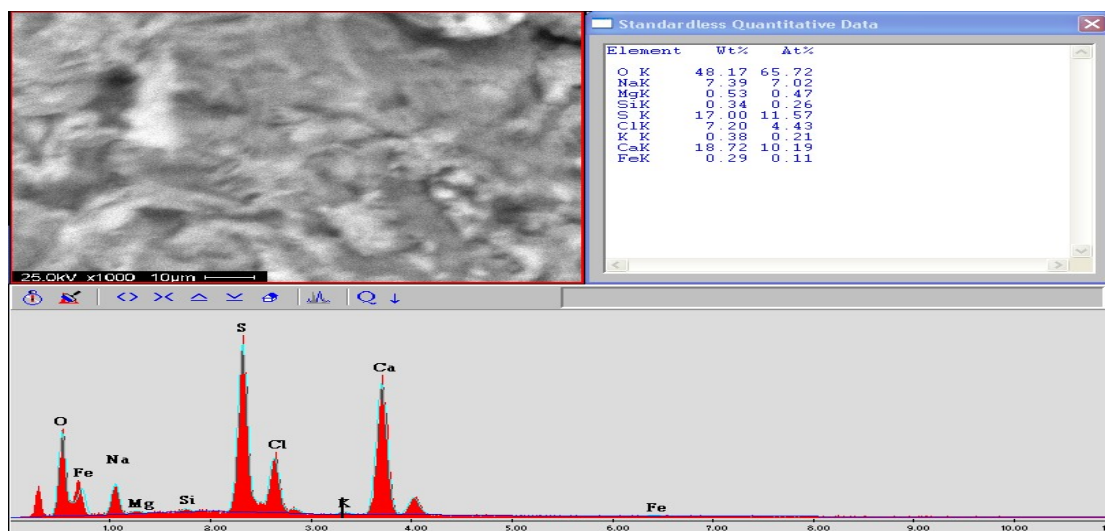 Standardless Quantitative Data
Element Wt% At%
O K 48.17 65.72
NaK 7.39 7.02
MgK 0.53 0.47
SiK 0.34 0.26
S K 17.00 11.57
ClK 7.20 4.43
K K 0.38 0.21
CaK 18.72 10.19
FeK 0.29 0.11
25.0kV x1000 10μm
Q
S
Ca
O
Cl
Na
Fe
Mg
Si
K
Fe
1.00 2.00 3.00 4.00 5.00 6.00 7.00 8.00 9.00 10.00